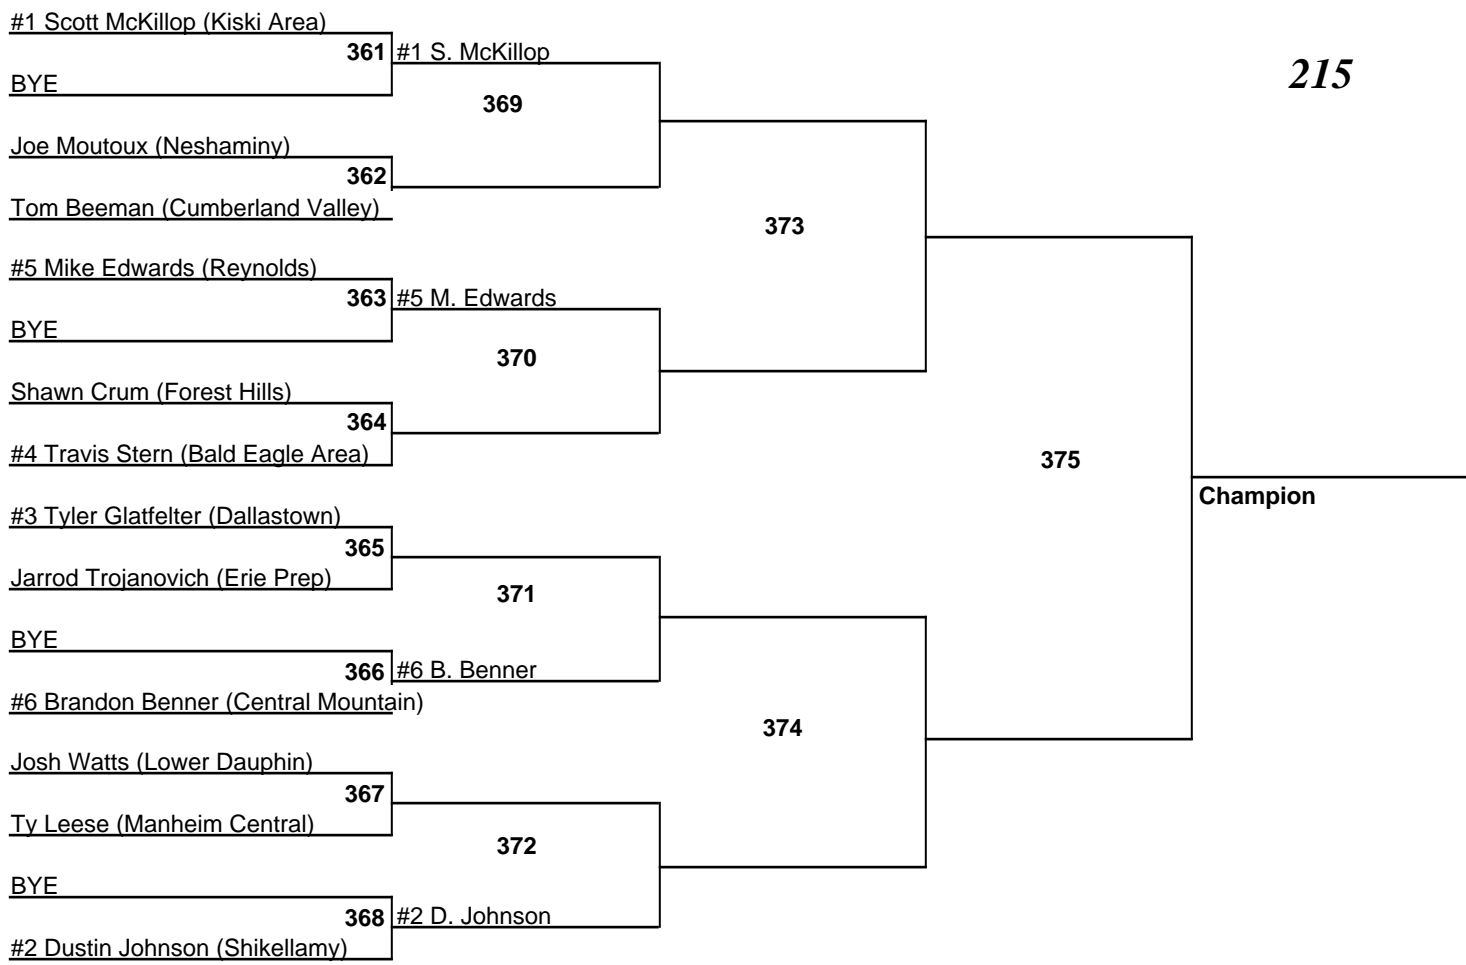 #1 Scott McKillop (Kiski Area)
361 #1 S. McKillop
215
BYE
369
Joe Moutoux (Neshaminy)
362
Tom Beeman (Cumberland Valley)
373
#5 Mike Edwards (Reynolds)
363 #5 M. Edwards
BYE
370
Shawn Crum (Forest Hills)
364
#4 Travis Stern (Bald Eagle Area)
375
Champion
#3 Tyler Glatfelter (Dallastown)
365
Jarrod Trojanovich (Erie Prep)
371
BYE
366 #6 B. Benner
#6 Brandon Benner (Central Mountain)
374
Josh Watts (Lower Dauphin)
367
Ty Leese (Manheim Central)
372
BYE
368 #2 D. Johnson
#2 Dustin Johnson (Shikellamy)